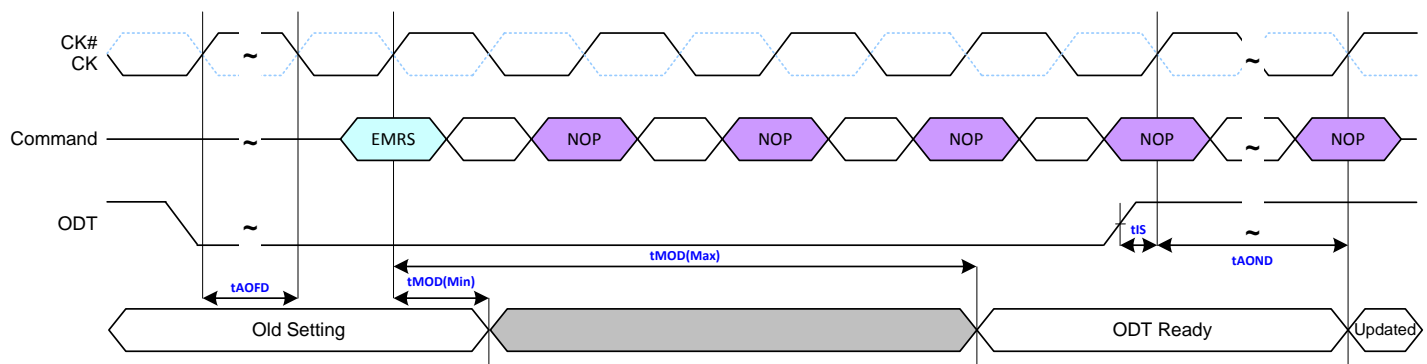 CK#
CK
~
~
Command
~
EMRS
NOP
NOP
NOP
NOP
~
NOP
ODT
~
tIS
~
tAOND
tMOD(Max)
tAOFD
tMOD(Min)
Old Setting
ODT Ready
Updated